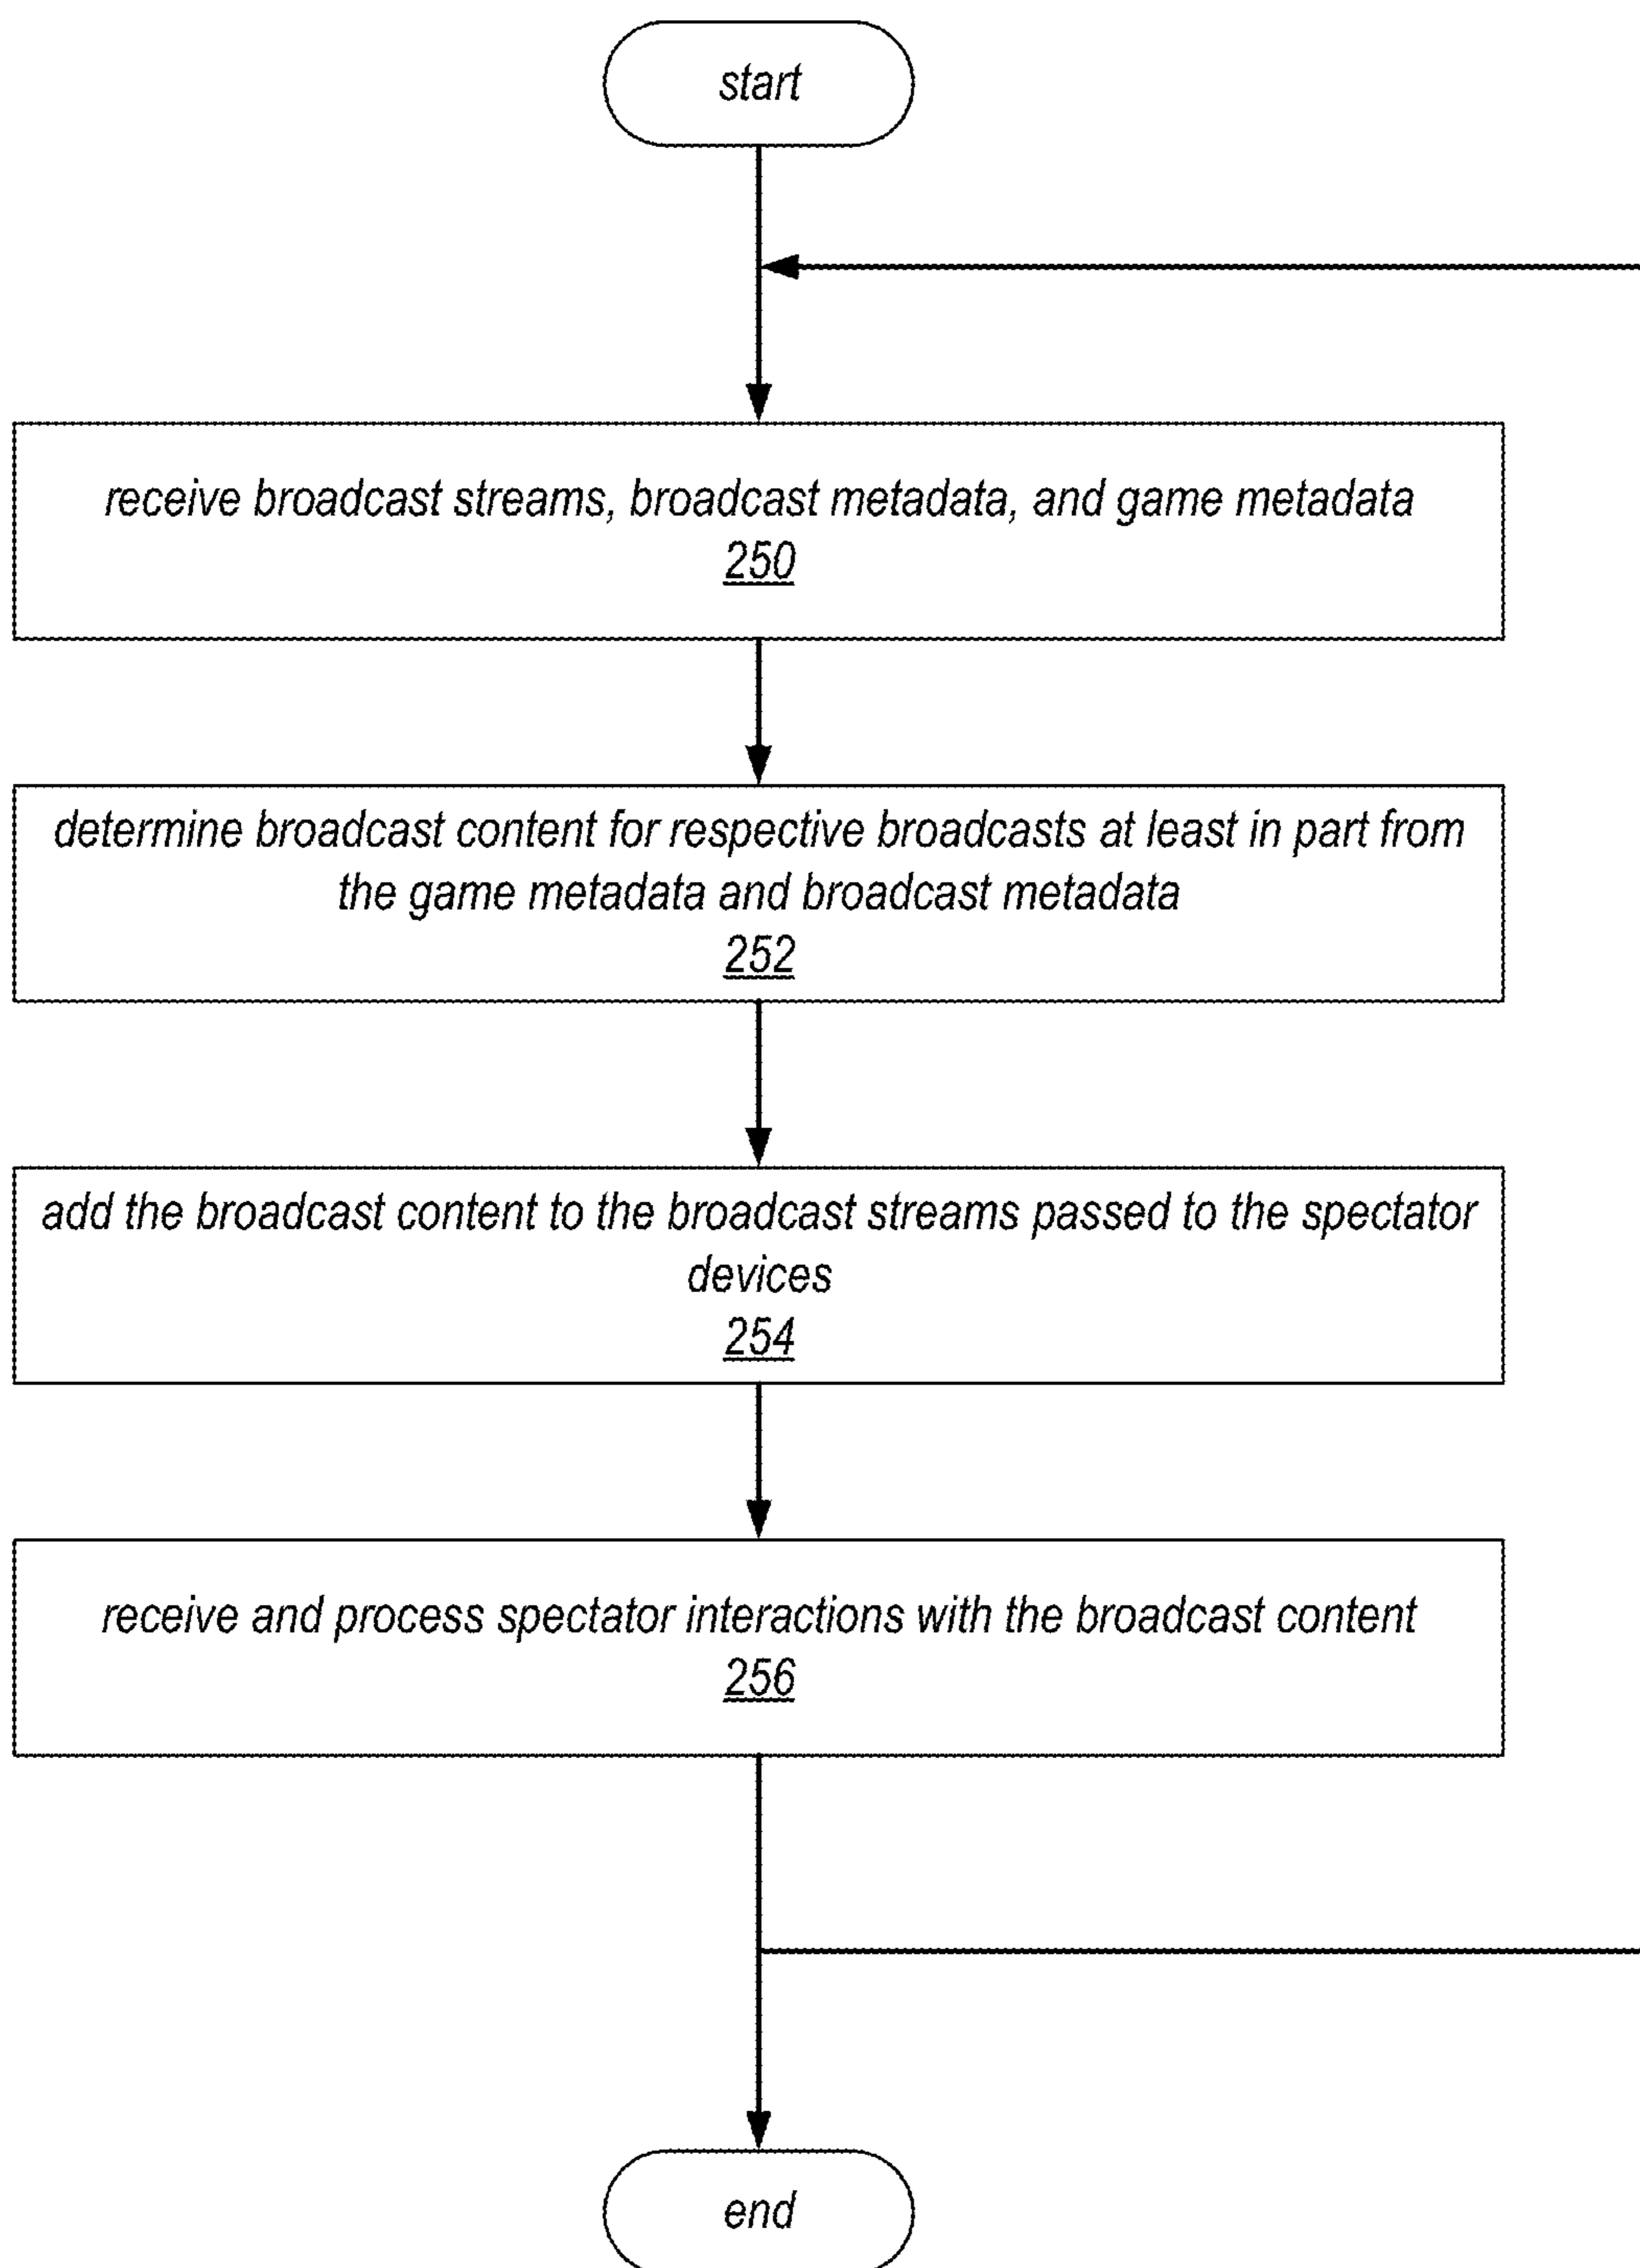 start
receive broadcast streams, broadcast metadata, and game metadata
250
determine broadcast content for respective broadcasts at least in part from
the game metadata and broadcast metadata
252
add the broadcast content to the broadcast streams passed to the spectator
devices
254
receive and process spectator interactions with the broadcast content
256
end